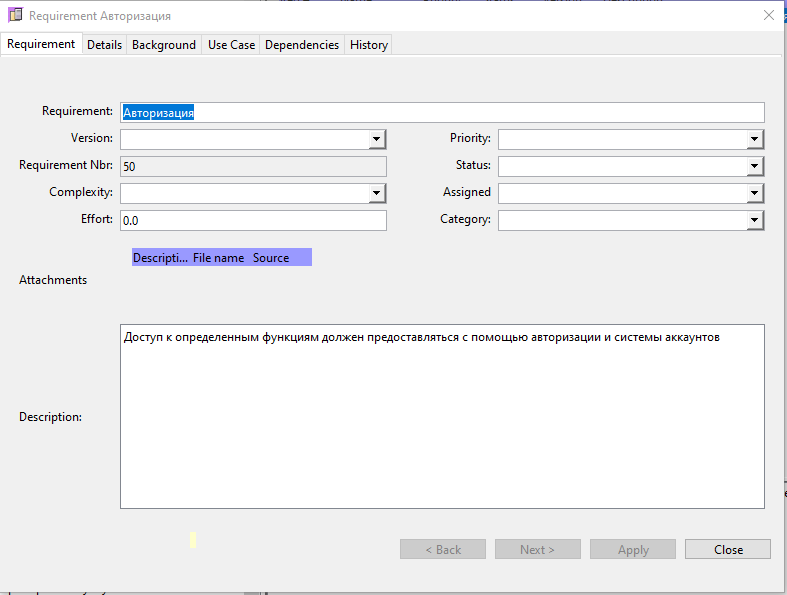 Requirement Авторизация
Requirement Details Background Use Case Dependencies History
Requirement: Авторизация
Version: Priority:
Requirement Nbr: 50 Status:
Complexity: Assigned
Effort: 0.0 Category:
Descripti... File name Source
Attachments
Доступ к определенным функциям должен предоставляться с помощью авторизации и системы аккаунтов
Description:
< Back Next > Apply Close